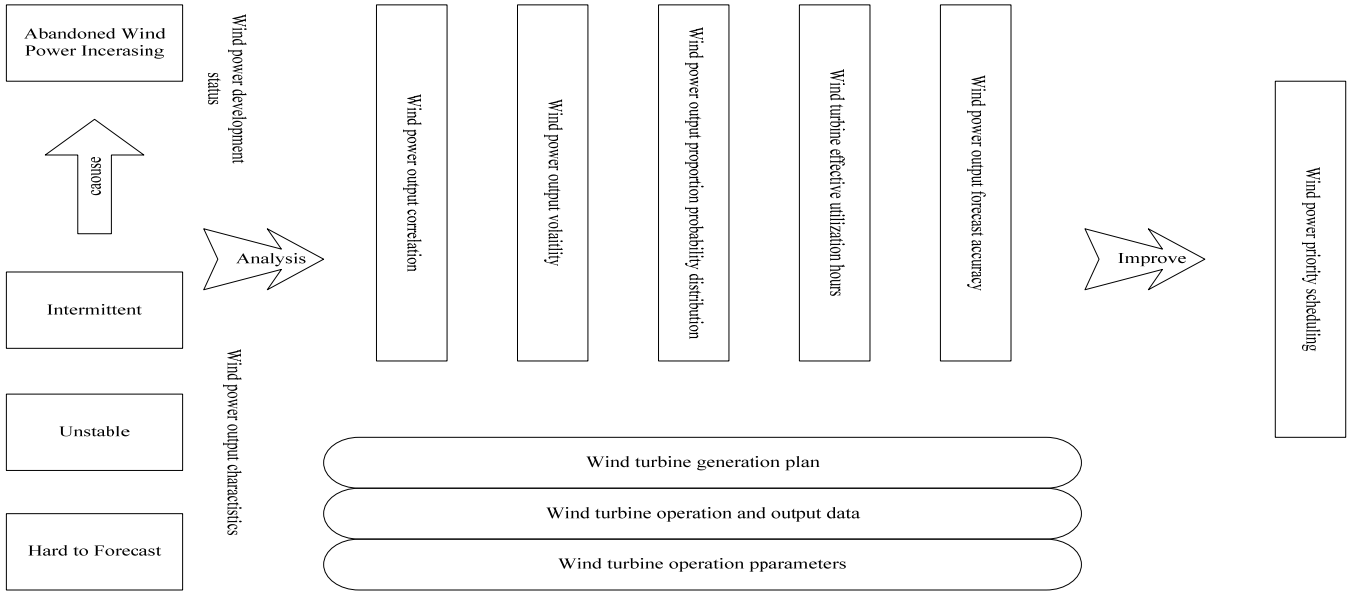 Abandoned Wind
Power Incerasing
cause
Intermittent
Unstable
Hard to Forecast
Wind power development
status
Wind power output charactistics
Analysis
Wind power output correlation
Wind power output volaitlity
Wind power output proportion probability distribution
Wind turbine effective utilization hours
Wind power output forecast accuracy
Wind turbine generation plan
Wind turbine operation and output data
Wind turbine operation pparameters
Improve
Wind power priority scheduling